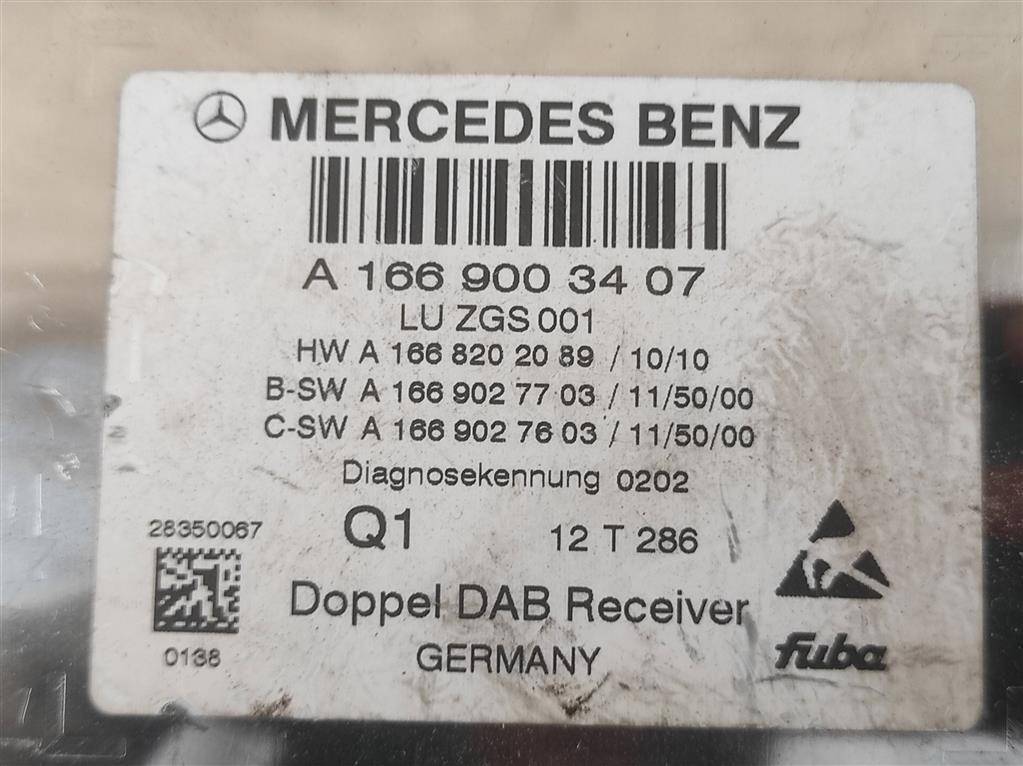 MERCEDES BENZ
A 166 900 34 07
LU ZGS 001
HW A 166 820 20 89 / 10/10
B-SW A 166 902 77 03 / 11/50/00
C-SW A 166 902 76 03 / 11/50/00
Diagnosekennung 0202
28350067 Q1 12 T 286
Doppel DAB Receiver
0138 GERMANY fuba